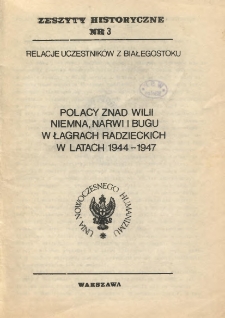 ZESZYTY HISTORYCZNE
NR 3
RELACJE UCZESTNIKÓW Z BIAŁEGOSTOKU
POLACY ZNAD WILII
NIEMNA, NARWI I BUGU
W ŁAGRACH RADZIECKICH
W LATACH 1944-1947
UNIA NOWOCZESNEGO HUMANIZMU
WARSZAWA